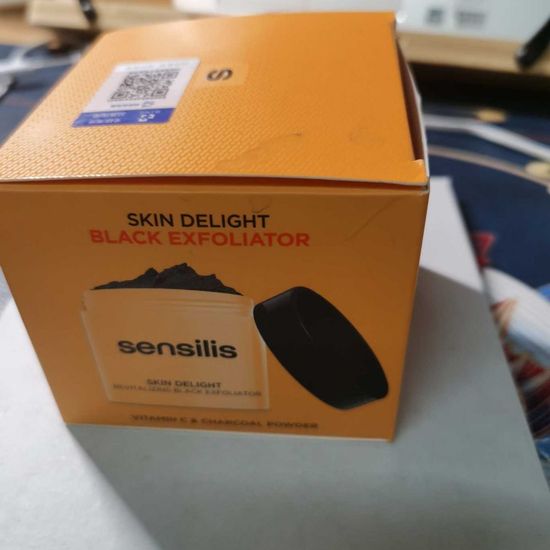 S
SKIN DELIGHT
BLACK EXFOLIATOR
sensilis
SKIN DELIGHT
REVITALIZING BLACK EXFOLIATOR
VITAMIN C & CHARCOAL POWDER